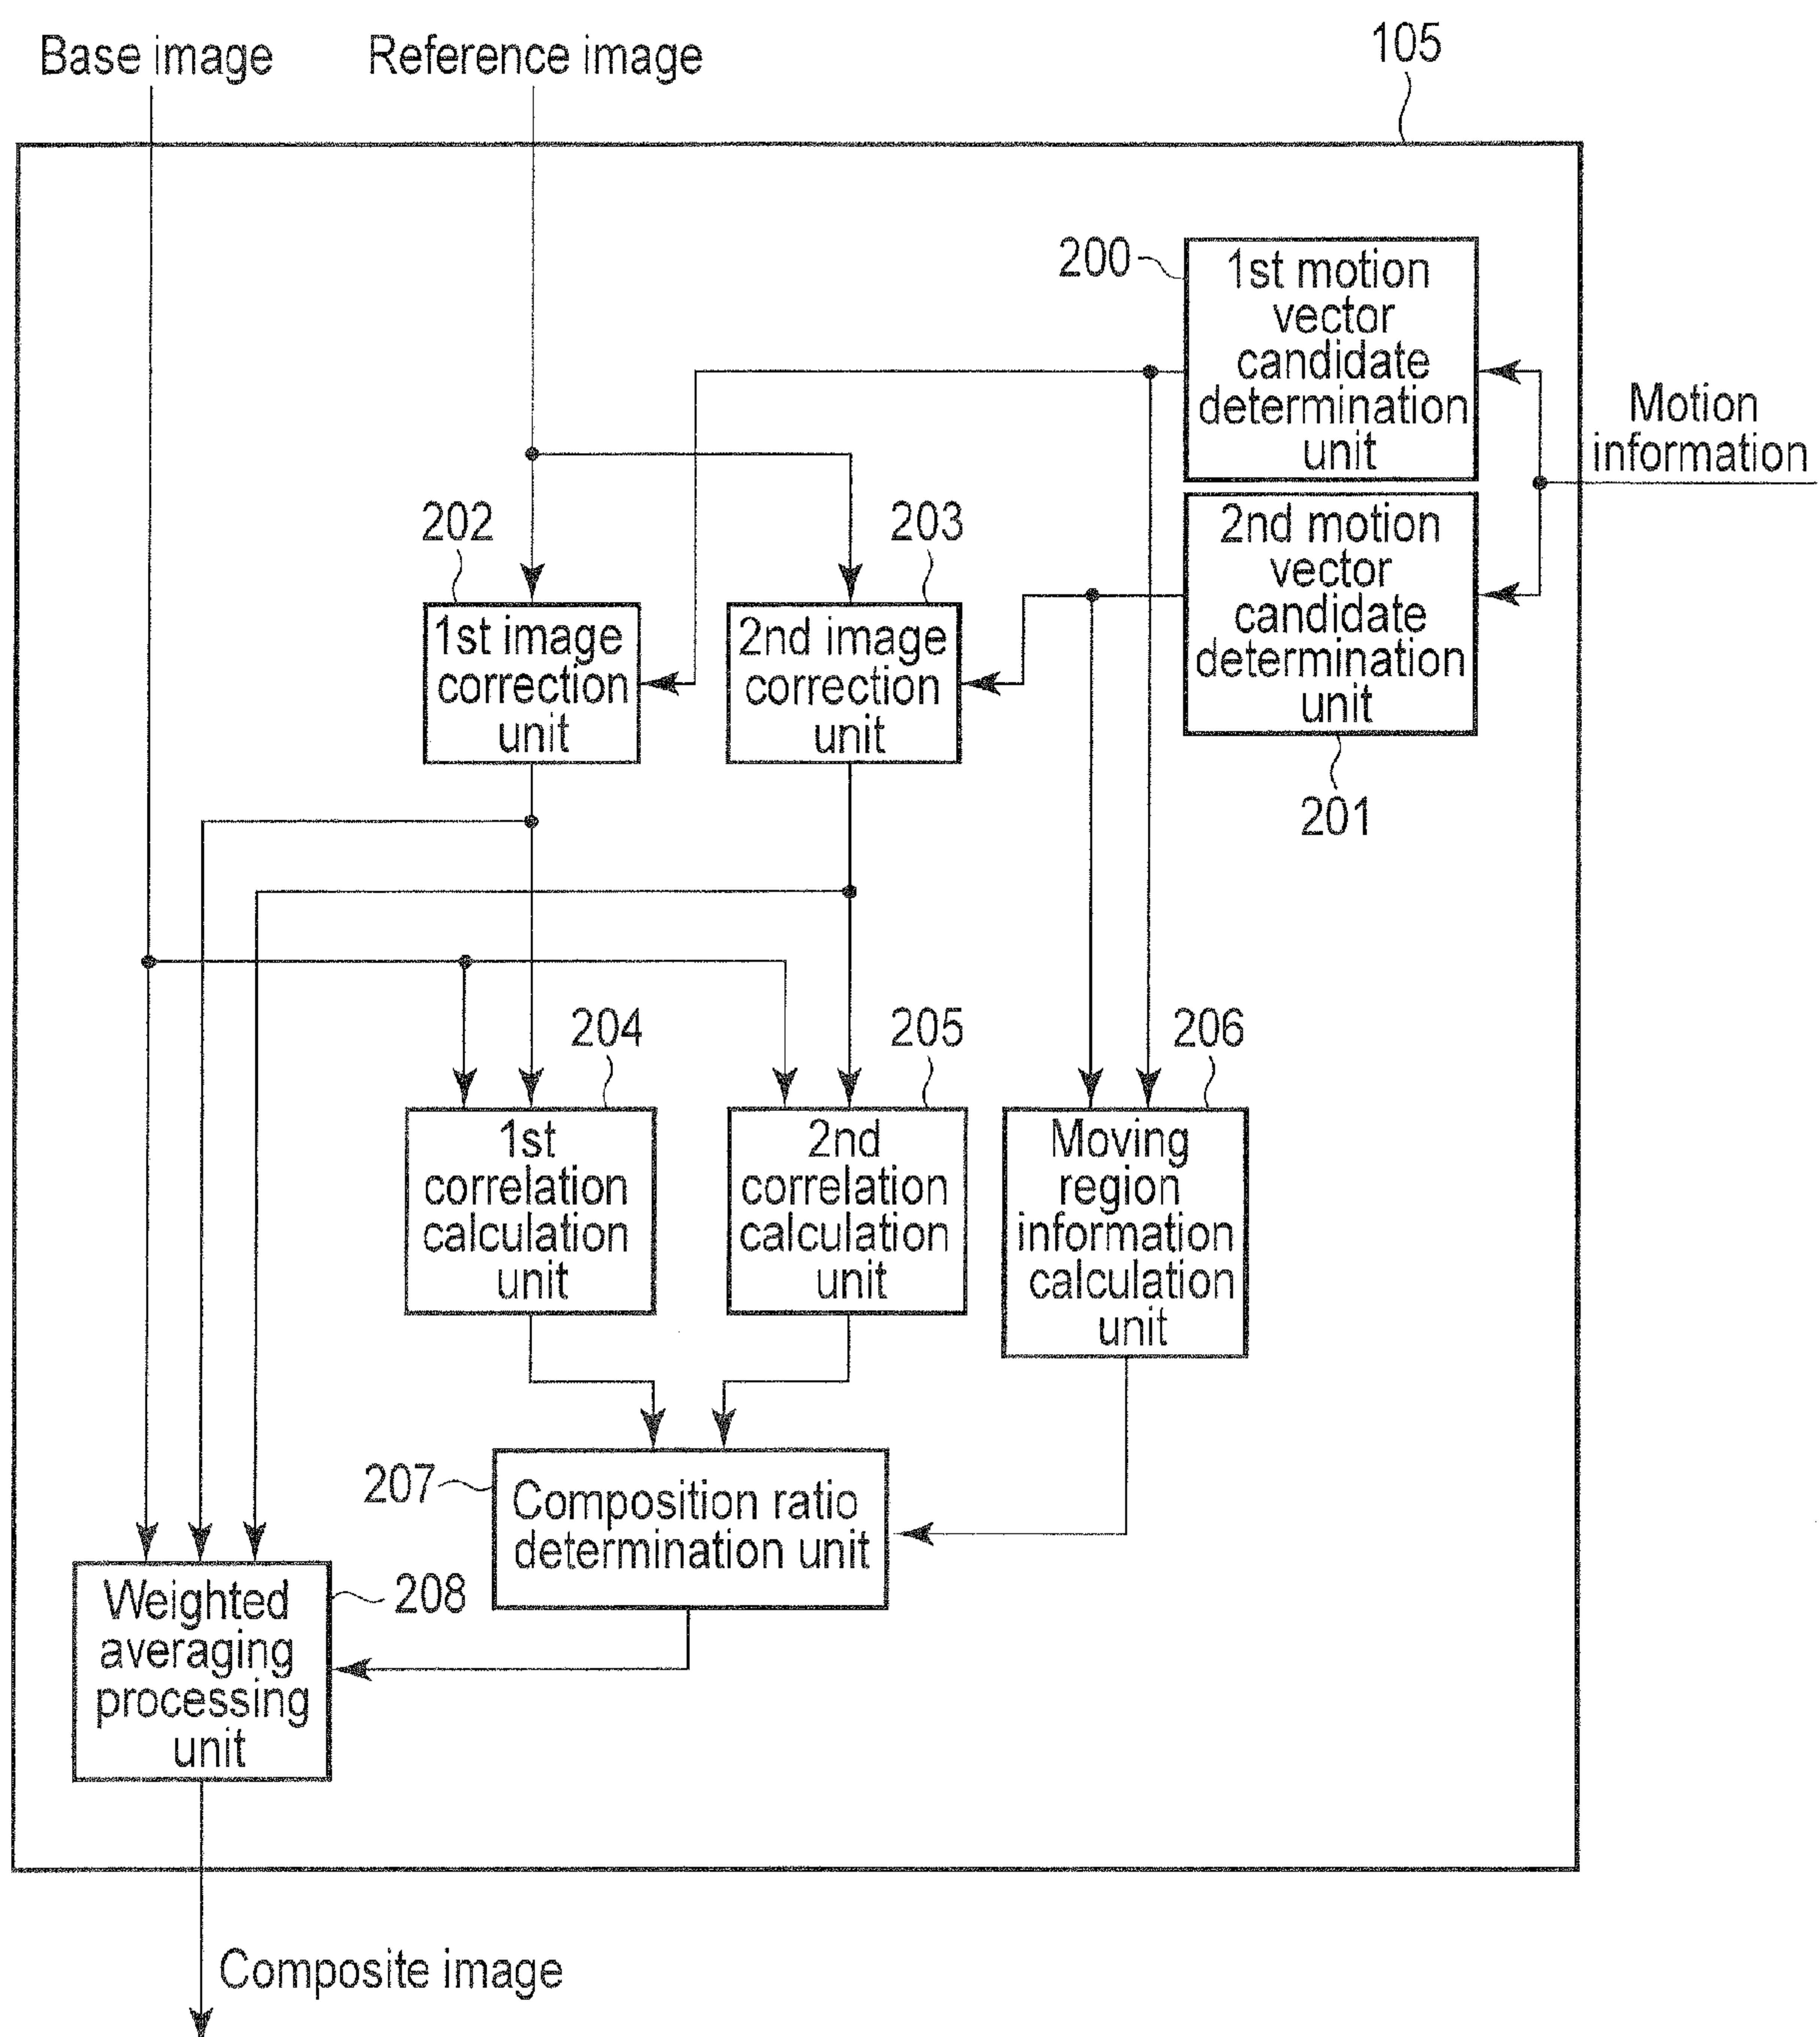 Base image
Reference image
105
200
1st motion
vector
candidate
determination
unit
Motion
information
2nd motion
vector
candidate
determination
unit
201
202
203
1st image
correction
unit
2nd image
correction
unit
204
205
206
1st
correlation
calculation
unit
2nd
correlation
calculation
unit
Moving
region
information
calculation
unit
207
Composition ratio
determination unit
Weighted
averaging
processing
unit
208
Composite image